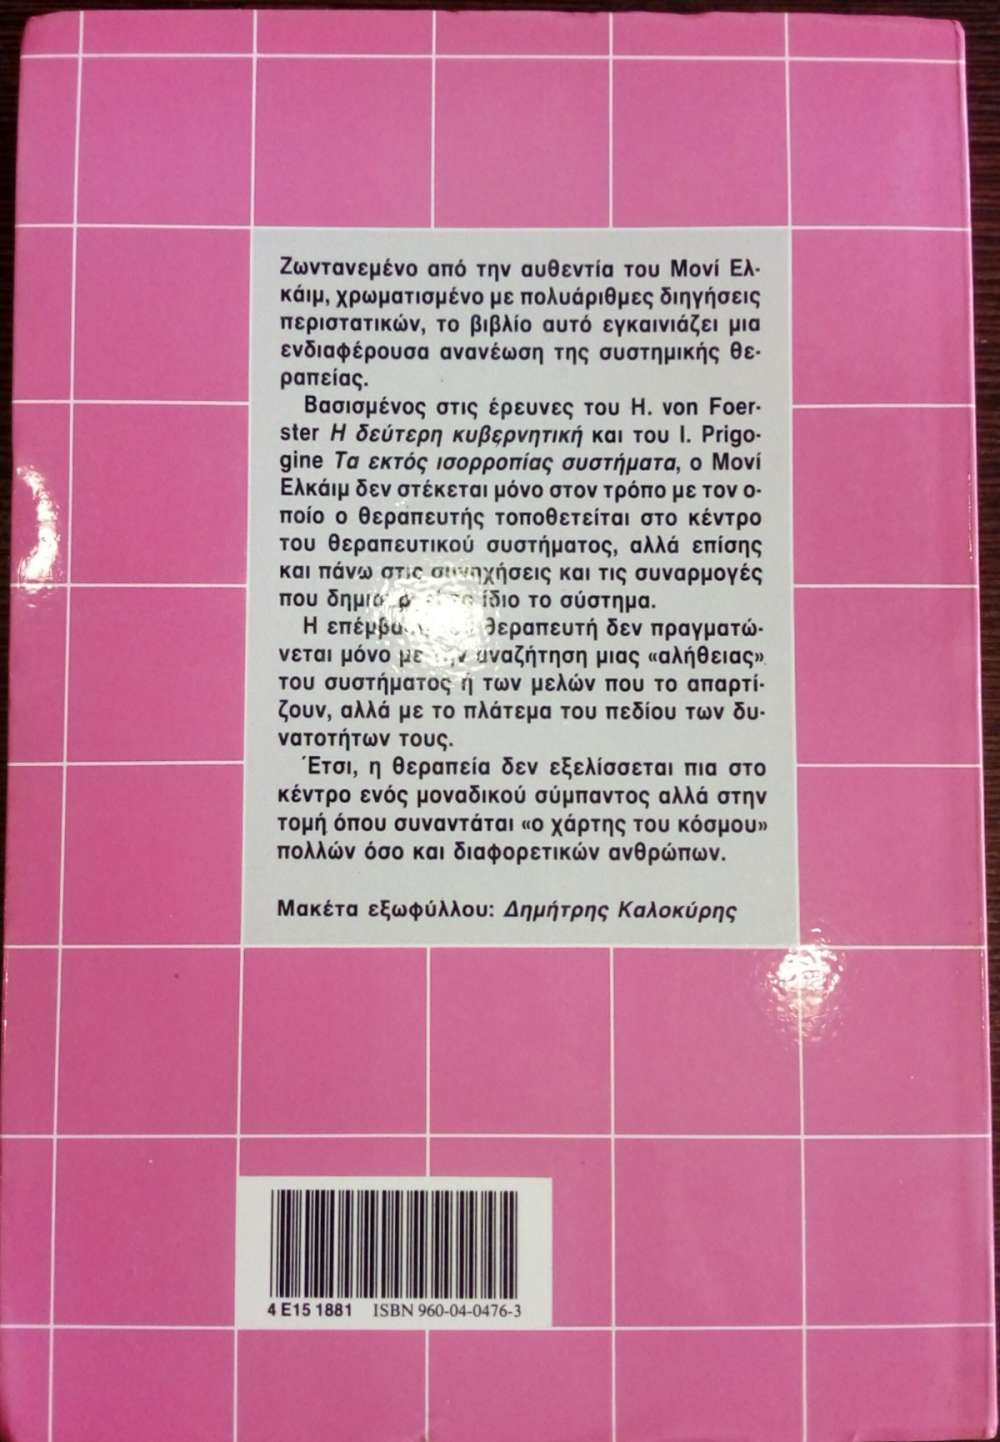 Ζωντανεμένο από την αυθεντία του Μονί Ελ-
κάιμ, χρωματισμένο με πολυάριθμες διηγήσεις
περιστατικών, το βιβλίο αυτό εγκαινιάζει μια
ενδιαφέρουσα ανανέωση της συστημικής θε-
ραπείας.
Βασισμένος στις έρευνες του H. von Foer-
ster Η δεύτερη κυβερνητική και του I. Prigo-
gine Τα εκτός ισορροπίας συστήματα, ο Μονί
Ελκάιμ δεν στέκεται μόνο στον τρόπο με τον ο-
ποίο ο θεραπευτής τοποθετείται στο κέντρο
του θεραπευτικού συστήματος, αλλά επίσης
και πάνω στις συνηχήσεις και τις συναρμογές
που το ίδιο το σύστημα.
Η θεραπευτή δεν πραγματώ-
νεται μόνο με την αναζήτηση μιας «αλήθειας»
του συστήματος ή των μελών που το απαρτί-
ζουν, αλλά με το πλάτεμα του πεδίου των δυ-
νατοτήτων τους.
Έτσι, η θεραπεία δεν εξελίσσεται πια στο
κέντρο ενός μοναδικού σύμπαντος αλλά στην
τομή όπου συναντάται «ο χάρτης του κόσμου»
πολλών όσο και διαφορετικών ανθρώπων.
Μακέτα εξωφύλλου: Δημήτρης Καλοκύρης
4 E15 1881 ISBN 960-04-0476-3